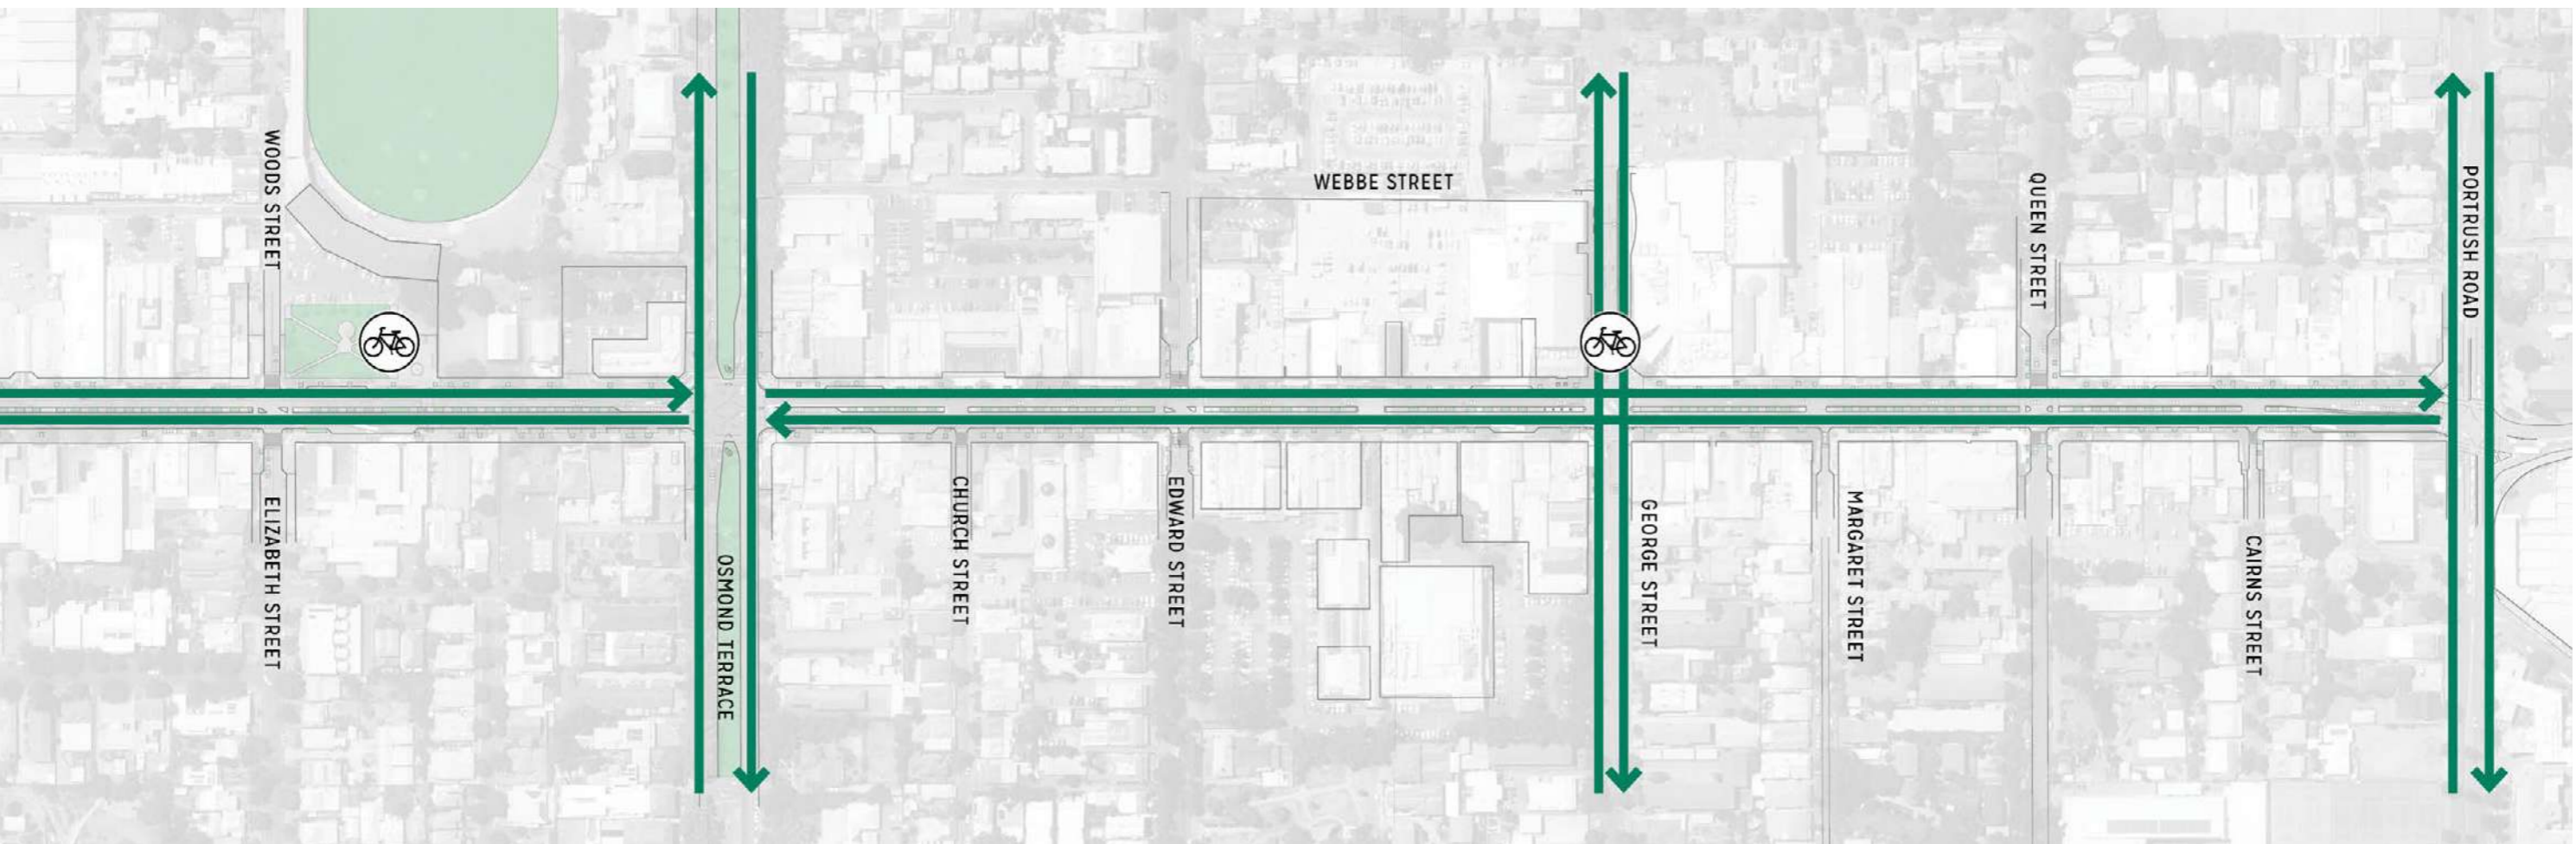 WOODS STREET
WEBBE STREET
QUEEN STREET
PORTRUSH ROAD
ELIZABETH STREET
OSMOND TERRACE
CHURCH STREET
EDWARD STREET
GEORGE STREET
MARGARET STREET
CAIRNS STREET